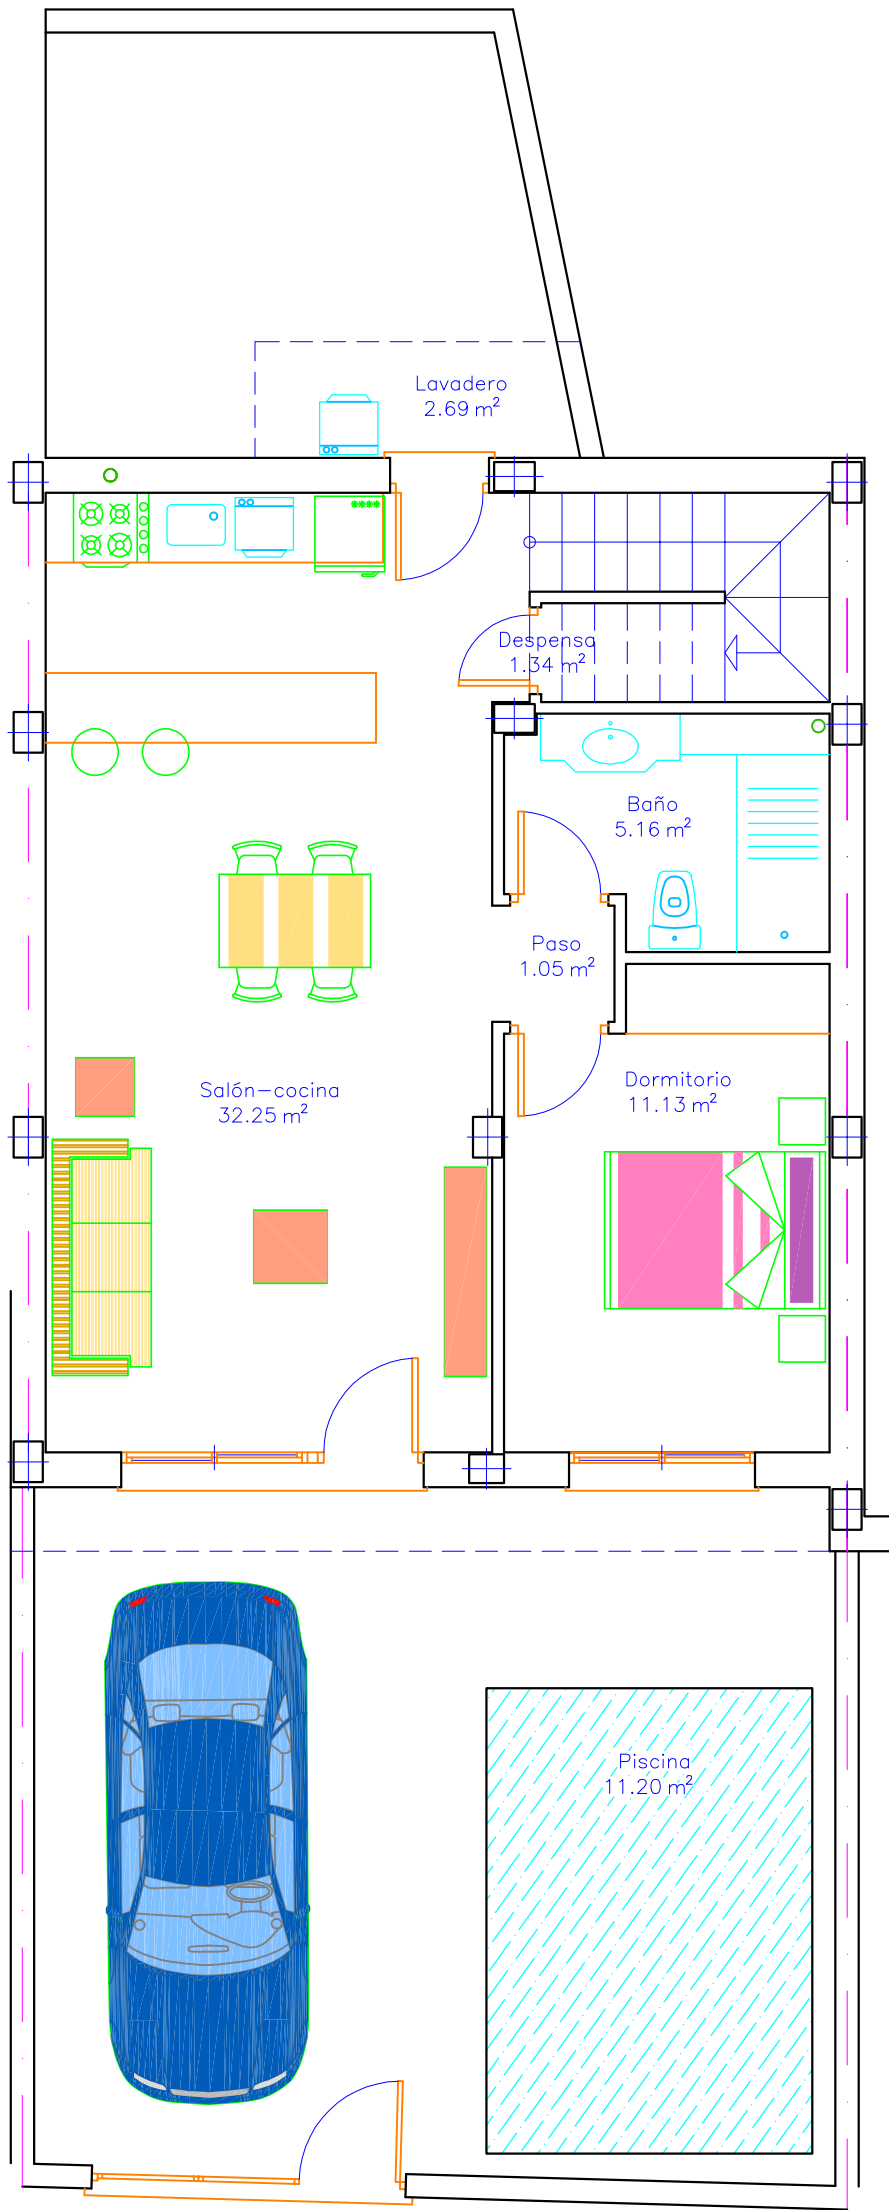 Lavadero
2.69 m²
Despensa
1.34 m²
Baño
5.16 m²
Paso
1.05 m²
Salón-cocina
32.25 m²
Dormitorio
11.13 m²
Piscina
11.20 m²